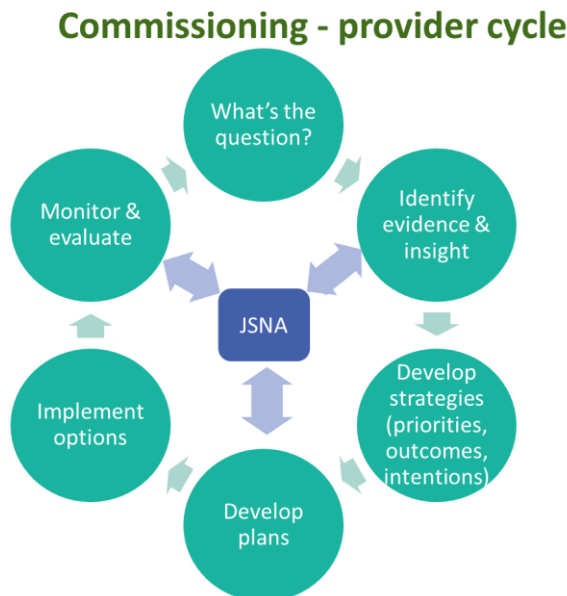 Commissioning - provider cycle
What's the
question?
Identify
evidence &
insight
Develop
strategies
(priorities,
outcomes,
intentions)
Develop
plans
Implement
options
Monitor &
evaluate
JSNA